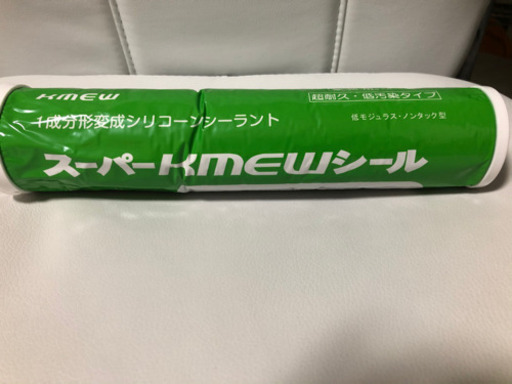 KMEW
超耐久・低汚染タイプ
1成分形変成シリコーンシーラント
低モジュラス・ノンタック型
スーパーKMEWシール